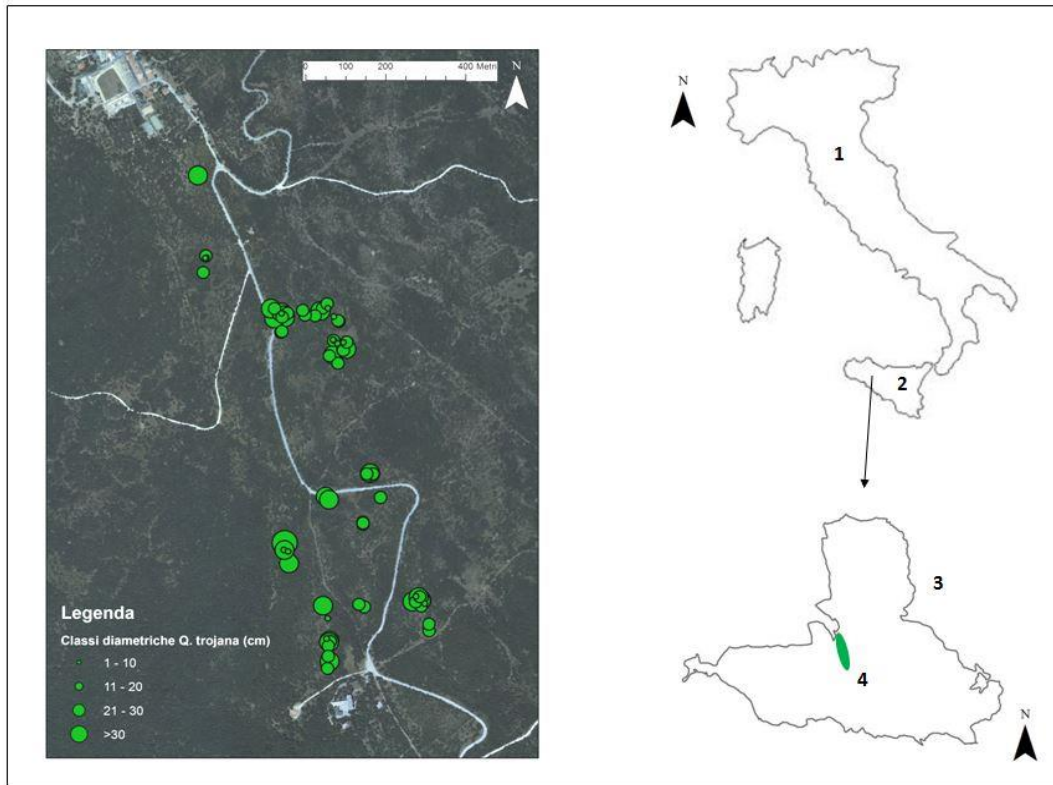 0 100 200 400 Metri
N
Legenda
Classi diametriche Q. trojana (cm)
1 - 10
11 - 20
21 - 30
>30
N
1
2
3
4
N